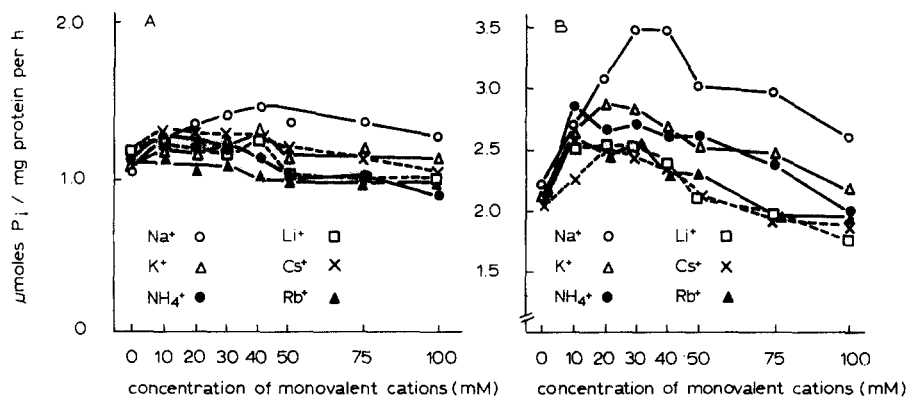 A
B
μmoles Pi / mg protein per h
2.0
1.0
0
3.5
3.0
2.5
2.0
1.5
Na⁺ Li⁺
K⁺ Cs⁺
NH₄⁺ Rb⁺
Na⁺ Li⁺
K⁺ Cs⁺
NH₄⁺ Rb⁺
0 10 20 30 40 50 75 100
0 10 20 30 40 50 75 100
concentration of monovalent cations (mM)
concentration of monovalent cations (mM)